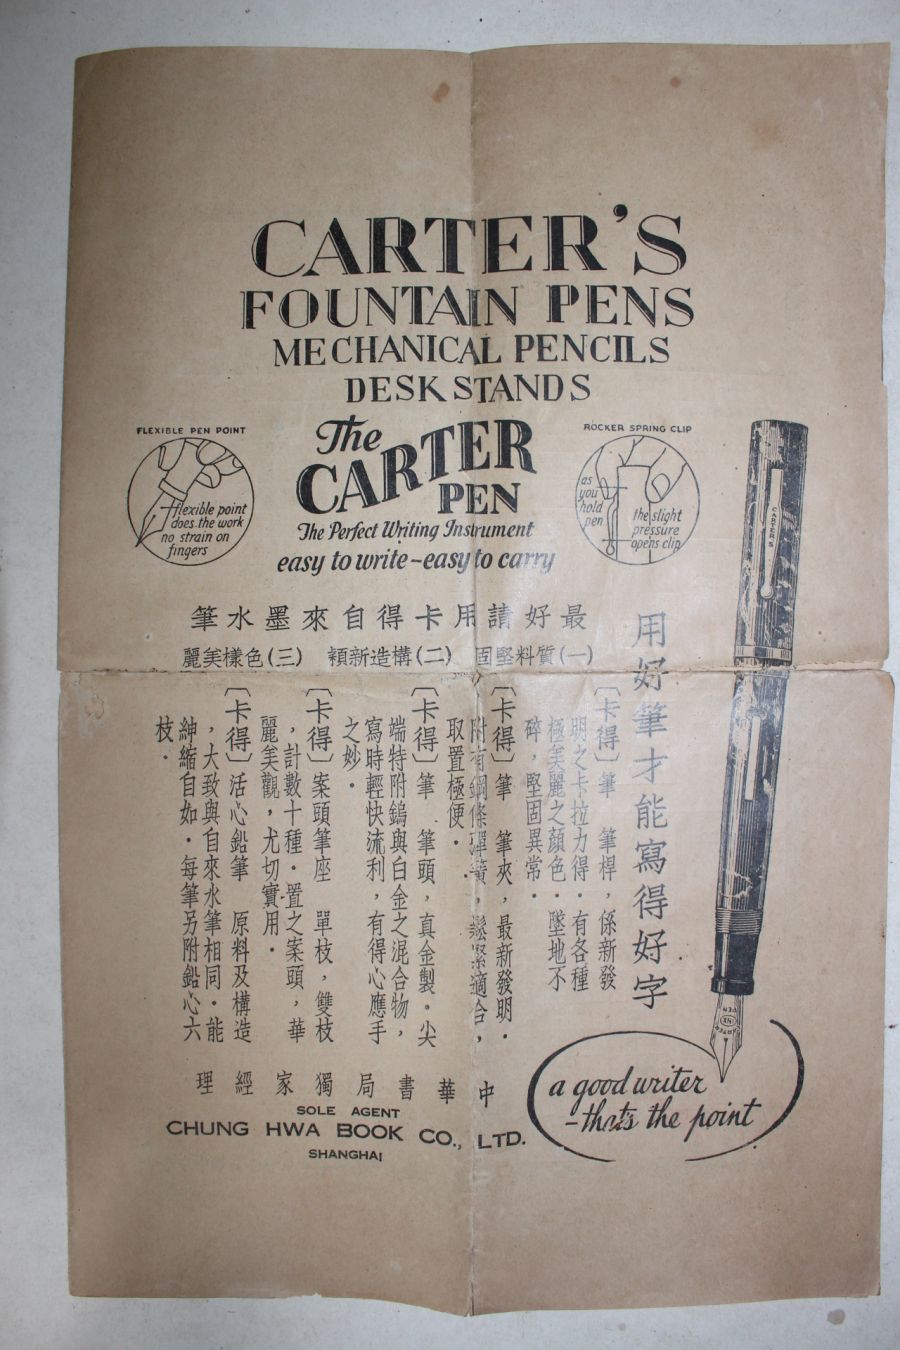 CARTER'S
FOUNTAIN PENS
MECHANICAL PENCILS
DESK STANDS
FLEXIBLE PEN POINT
flexible point
does the work
no strain on
fingers
The
CARTER
PEN
The Perfect Writing Instrument
easy to write-easy to carry
ROCKER SPRING CLIP
as
you
hold
pen
the slight
pressure
opens clip
CARTER'S
最好請用卡得自來墨水筆
(一)質料堅固 (二)構造新穎 (三)色樣美麗
用好筆才能寫得好字
〔卡得〕筆 筆桿，係新發
明之卡拉力得．有各種
極美麗之顏色．墜地不
碎，堅固異常．
〔卡得〕筆 筆夾，最新發明．
附有鋼條彈簧，鬆緊適合，
取置極便．
〔卡得〕筆 筆頭，真金製．尖
端特附鎢與白金之混合物，
寫時輕快流利，有得心應手
之妙．
〔卡得〕案頭筆座 單枝，雙枝
，計數十種．置之案頭，華
麗美觀，尤切實用．
〔卡得〕活心鉛筆 原料及構造
，大致與自來水筆相同．能
紳縮自如．每筆另附鉛心六
枝．
中華書局獨家經理
SOLE AGENT
CHUNG HWA BOOK CO., LTD.
SHANGHAI
CARTER
INX
PEN
a good writer
-that's the point